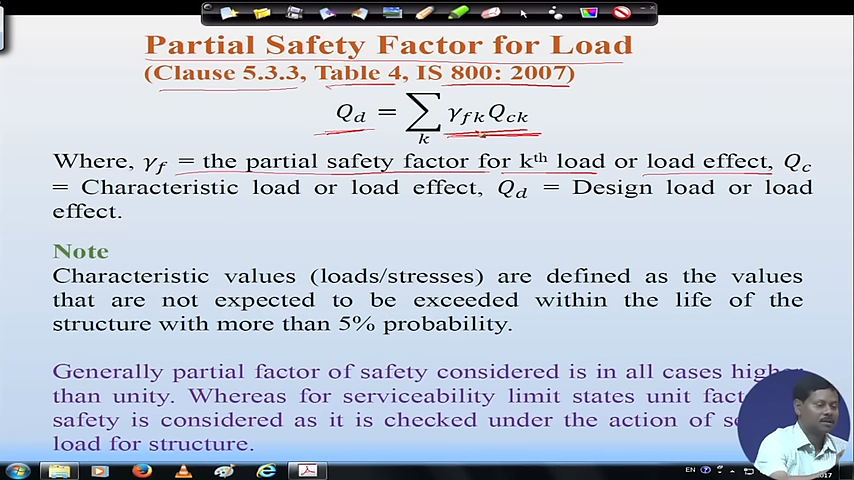 Partial Safety Factor for Load
(Clause 5.3.3, Table 4, IS 800: 2007)
Q_d = ∑_k γ_fk Q_ck
Where, γ_f = the partial safety factor for k^th load or load effect, Q_c
= Characteristic load or load effect, Q_d = Design load or load
effect.
Note
Characteristic values (loads/stresses) are defined as the values
that are not expected to be exceeded within the life of the
structure with more than 5% probability.
Generally partial factor of safety considered is in all cases higher
than unity. Whereas for serviceability limit states unit
safety is considered as it is checked under the action of
load for structure.
EN